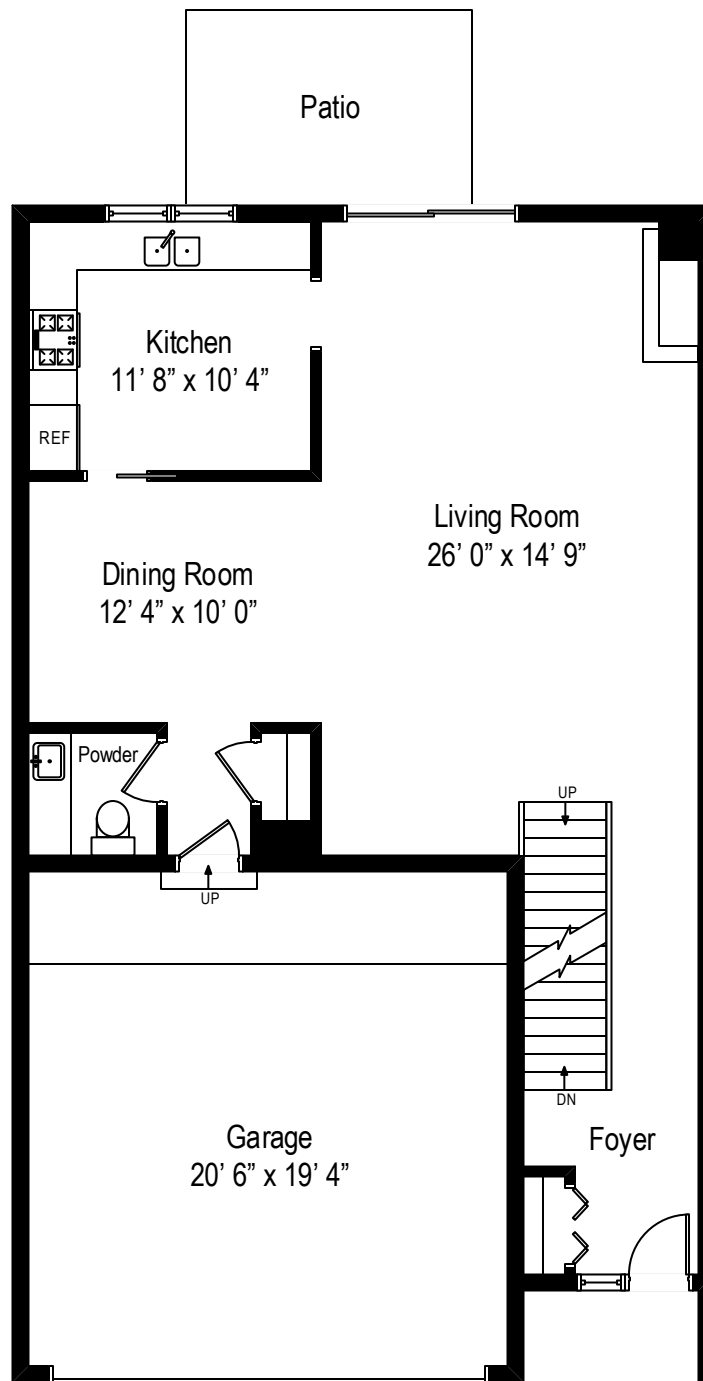 Patio
Kitchen
11’ 8” x 10’ 4”
REF
Living Room
26’ 0” x 14’ 9”
Dining Room
12’ 4” x 10’ 0”
Powder
UP
UP
DN
Foyer
Garage
20’ 6” x 19’ 4”